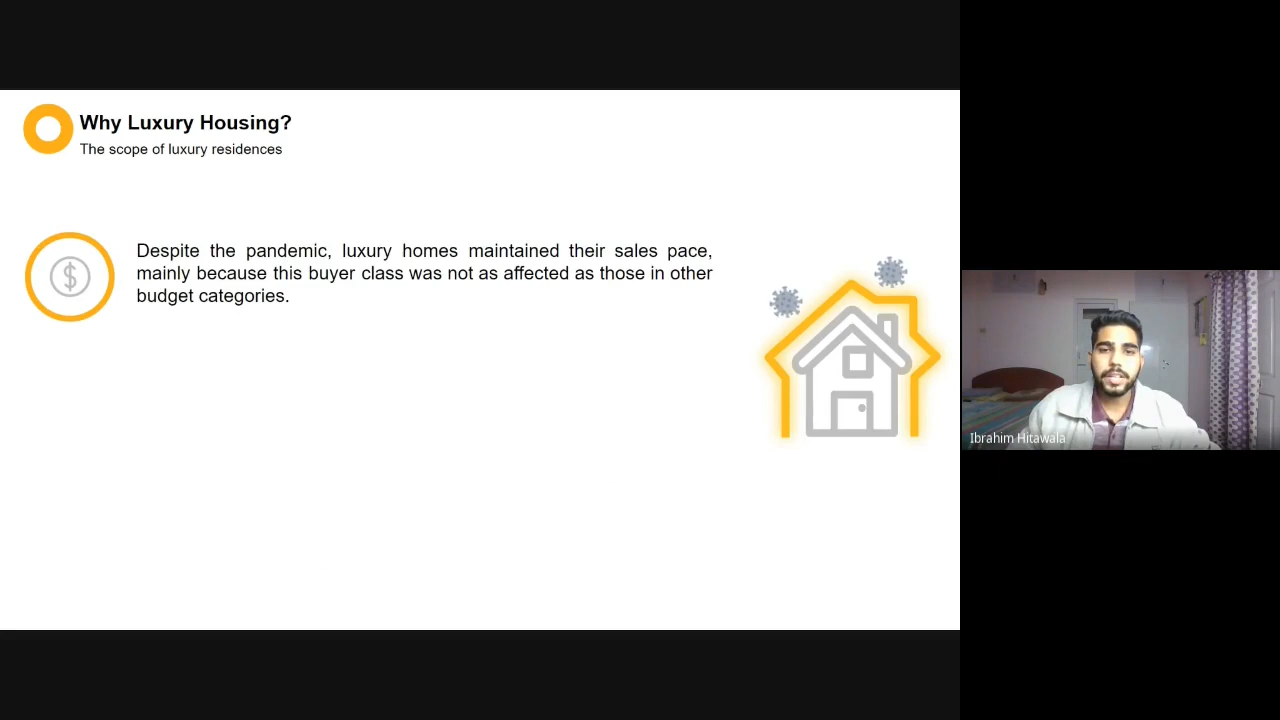 Why Luxury Housing?
The scope of luxury residences
Despite the pandemic, luxury homes maintained their sales pace,
mainly because this buyer class was not as affected as those in other
budget categories.
$
Ibrahim Hitawala